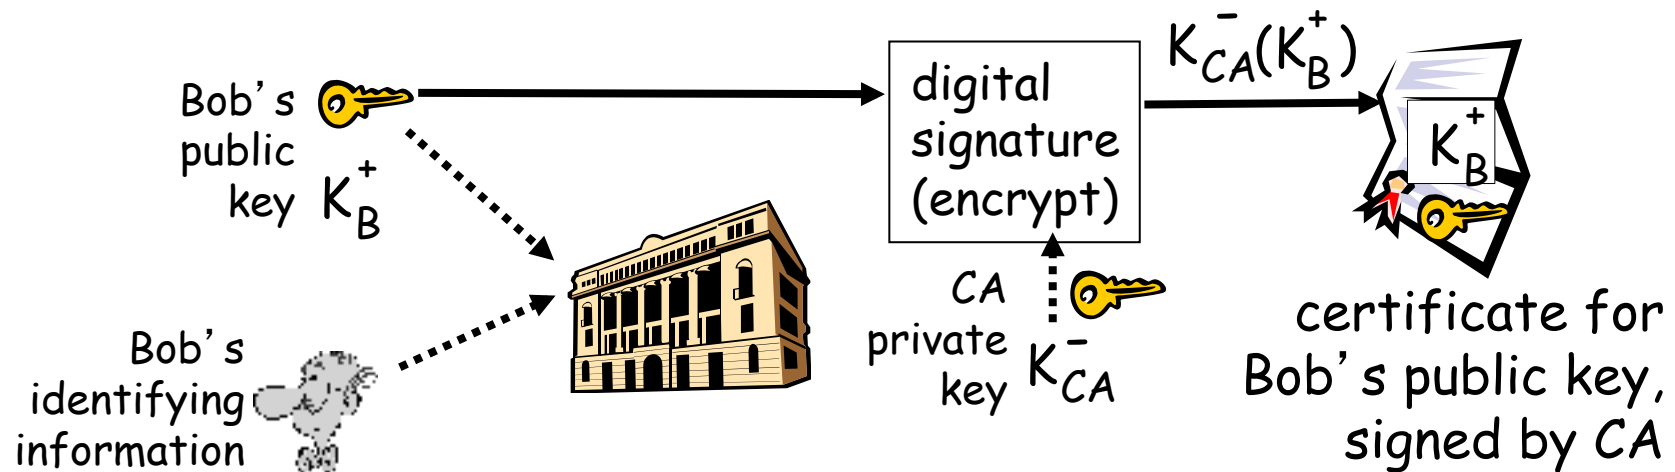 Bob's
public
key K_B^+
Bob's
identifying
information
digital
signature
(encrypt)
CA
private
key K_CA^-
K_CA^-(K_B^+)
K_B^+
certificate for
Bob's public key,
signed by CA